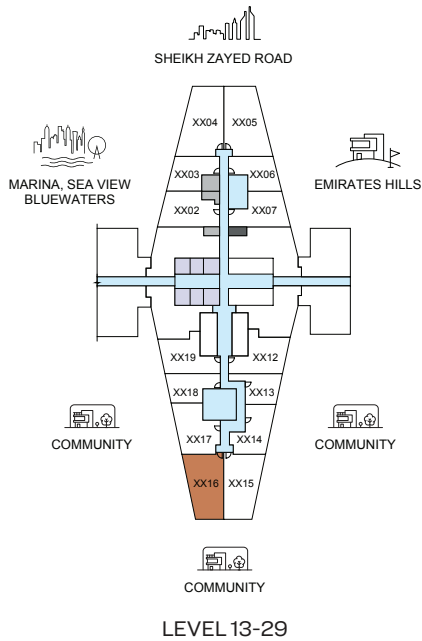 SHEIKH ZAYED ROAD
XX04
XX05
MARINA, SEA VIEW
BLUEWATERS
EMIRATES HILLS
XX03
XX06
XX02
XX07
XX19
XX12
XX18
XX13
COMMUNITY
COMMUNITY
XX17
XX14
XX16
XX15
COMMUNITY
LEVEL 13-29